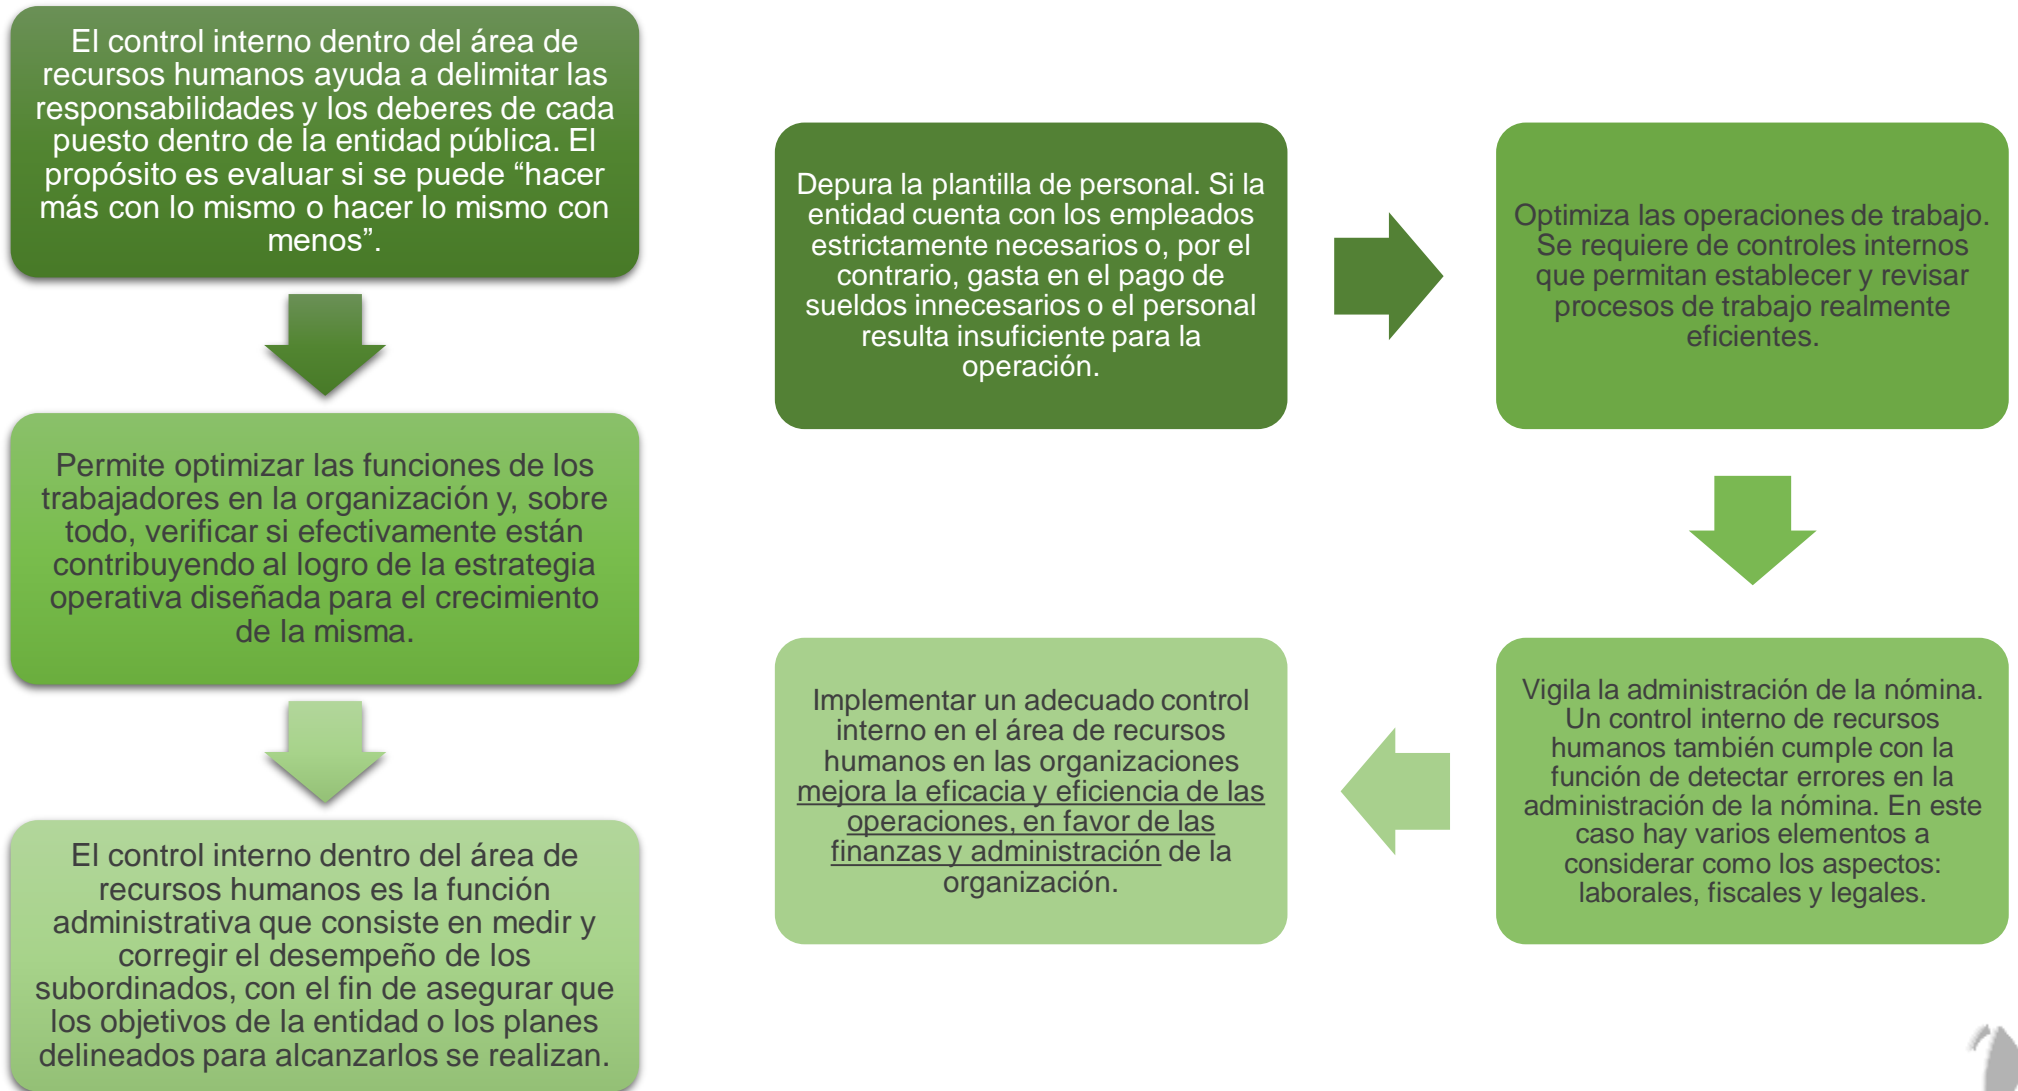 El control interno dentro del área de
recursos humanos ayuda a delimitar las
responsabilidades y los deberes de cada
puesto dentro de la entidad pública. El
propósito es evaluar si se puede “hacer
más con lo mismo o hacer lo mismo con
menos”.
Permite optimizar las funciones de los
trabajadores en la organización y, sobre
todo, verificar si efectivamente están
contribuyendo al logro de la estrategia
operativa diseñada para el crecimiento
de la misma.
El control interno dentro del área de
recursos humanos es la función
administrativa que consiste en medir y
corregir el desempeño de los
subordinados, con el fin de asegurar que
los objetivos de la entidad o los planes
delineados para alcanzarlos se realizan.
Depura la plantilla de personal. Si la
entidad cuenta con los empleados
estrictamente necesarios o, por el
contrario, gasta en el pago de
sueldos innecesarios o el personal
resulta insuficiente para la
operación.
Optimiza las operaciones de trabajo.
Se requiere de controles internos
que permitan establecer y revisar
procesos de trabajo realmente
eficientes.
Vigila la administración de la nómina.
Un control interno de recursos
humanos también cumple con la
función de detectar errores en la
administración de la nómina. En este
caso hay varios elementos a
considerar como los aspectos:
laborales, fiscales y legales.
Implementar un adecuado control
interno en el área de recursos
humanos en las organizaciones
mejora la eficacia y eficiencia de las
operaciones, en favor de las
finanzas y administración de la
organización.